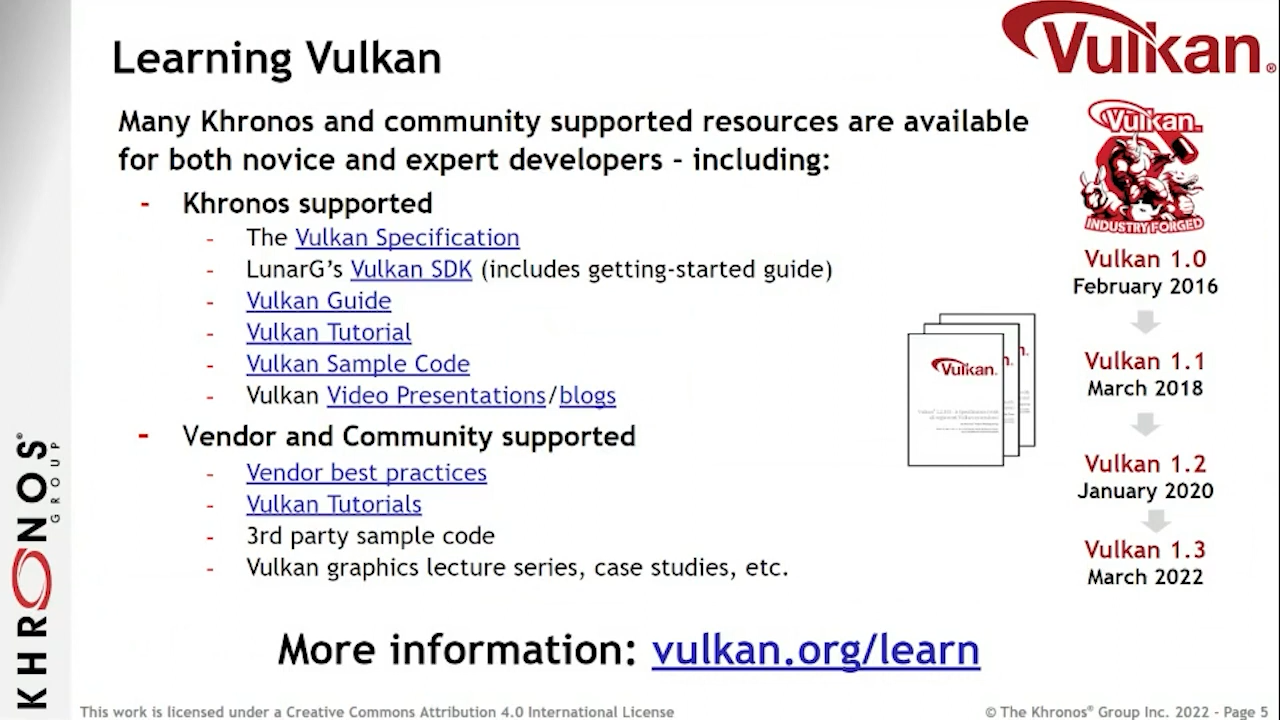 Learning Vulkan
Vulkan®
Many Khronos and community supported resources are available
for both novice and expert developers - including:
- Khronos supported
- The Vulkan Specification
- LunarG's Vulkan SDK (includes getting-started guide)
- Vulkan Guide
- Vulkan Tutorial
- Vulkan Sample Code
- Vulkan Video Presentations/blogs
- Vendor and Community supported
- Vendor best practices
- Vulkan Tutorials
- 3rd party sample code
- Vulkan graphics lecture series, case studies, etc.
More information: vulkan.org/learn
Vulkan
INDUSTRY FORGED
Vulkan 1.0
February 2016
Vulkan 1.1
March 2018
Vulkan 1.2
January 2020
Vulkan 1.3
March 2022
Vulkan
KHRONOS®
GROUP
This work is licensed under a Creative Commons Attribution 4.0 International License
© The Khronos® Group Inc. 2022 - Page 5